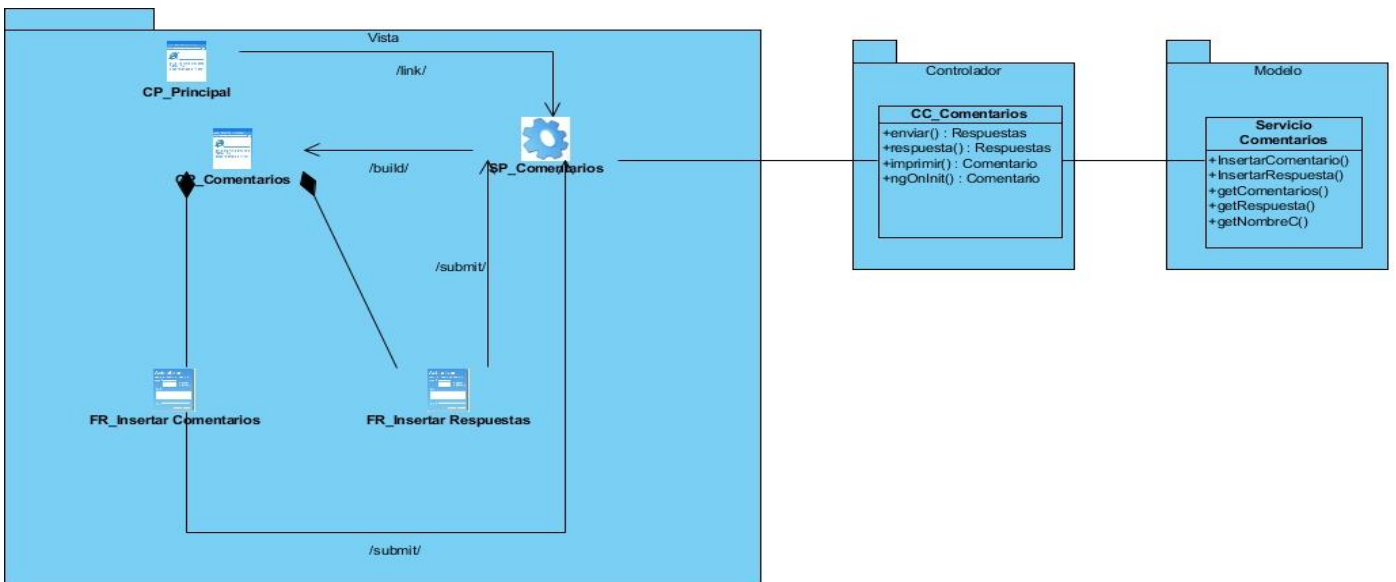 Vista
/link/
CP_Principal
CP_Comentarios
/build/
SP_Comentarios
/submit/
FR_Insertar Comentarios
FR_Insertar Respuestas
/submit/
Controlador
CC_Comentarios
+enviar() : Respuestas
+respuesta() : Respuestas
+imprimir() : Comentario
+ngOnInit() : Comentario
Modelo
Servicio
Comentarios
+InsertarComentario()
+InsertarRespuesta()
+getComentarios()
+getRespuesta()
+getNombreC()